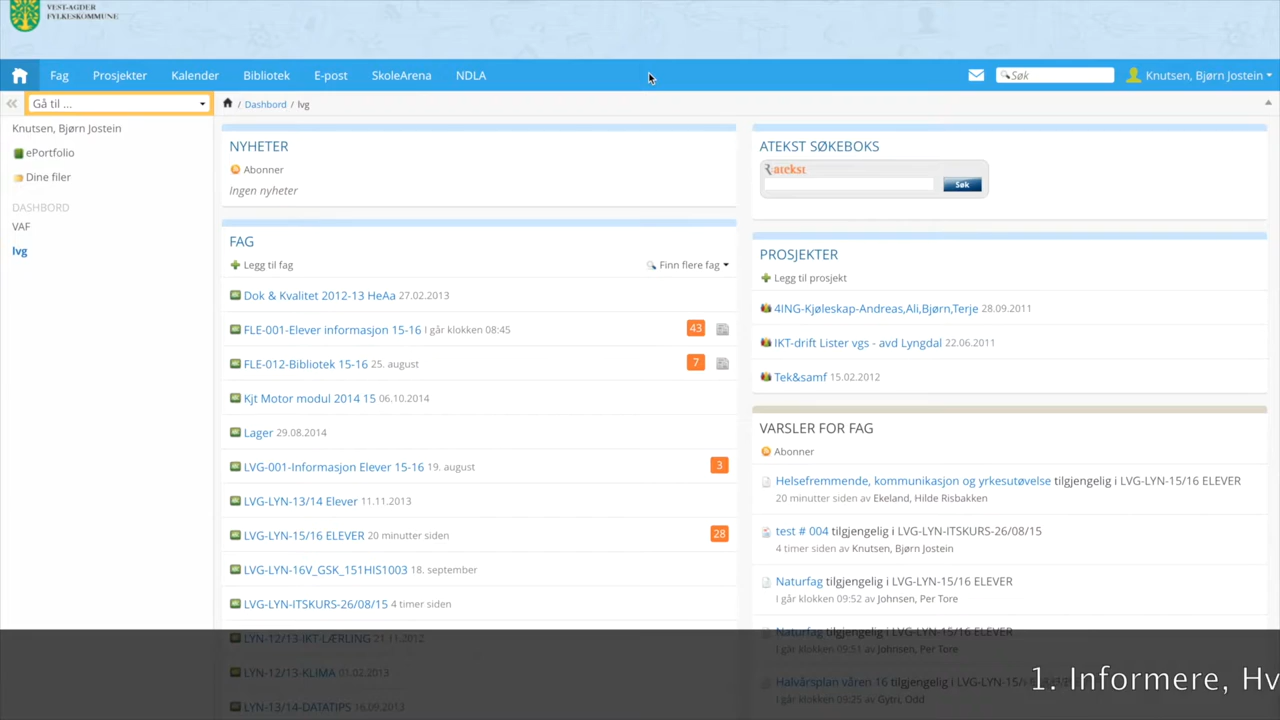 VEST-AGDER
FYLKESKOMMUNE
Fag Prosjekter Kalender Bibliotek E-post SkoleArena NDLA Søk Knutsen, Bjørn Jostein
Gå til ...
/ Dashbord / lvg
Knutsen, Bjørn Jostein
ePortfolio
Dine filer
DASHBORD
VAF
lvg
NYHETER
Abonner
Ingen nyheter
FAG
Legg til fag Finn flere fag
Dok & Kvalitet 2012-13 HeAa 27.02.2013
FLE-001-Elever informasjon 15-16 I går klokken 08:45 43
FLE-012-Bibliotek 15-16 25. august 7
Kjt Motor modul 2014 15 06.10.2014
Lager 29.08.2014
LVG-001-Informasjon Elever 15-16 19. august 3
LVG-LYN-13/14 Elever 11.11.2013
LVG-LYN-15/16 ELEVER 20 minutter siden 28
LVG-LYN-16V_GSK_151HIS1003 18. september
LVG-LYN-ITSKURS-26/08/15 4 timer siden
LYN-12/13-IKT-LÆRLING 21.11.2012
LYN-12/13-KLIMA 01.02.2013
LYN-13/14-DATATIPS 16.09.2013
ATEKST SØKEBOKS
Retekst
Søk
PROSJEKTER
Legg til prosjekt
4ING-Kjøleskap-Andreas,Ali,Bjørn,Terje 28.09.2011
IKT-drift Lister vgs - avd Lyngdal 22.06.2011
Tek&samf 15.02.2012
VARSLER FOR FAG
Abonner
Helsefremmende, kommunikasjon og yrkesutøvelse tilgjengelig i LVG-LYN-15/16 ELEVER
20 minutter siden av Ekeland, Hilde Risbakken
test # 004 tilgjengelig i LVG-LYN-ITSKURS-26/08/15
4 timer siden av Knutsen, Bjørn Jostein
Naturfag tilgjengelig i LVG-LYN-15/16 ELEVER
I går klokken 09:52 av Johnsen, Per Tore
Naturfag tilgjengelig i LVG-LYN-15/16 ELEVER
I går klokken 09:51 av Johnsen, Per Tore
Halvårsplan våren 16 tilgjengelig i LVG-LYN-15/
I går klokken 09:25 av Gytri, Odd
1. Informere, Hv